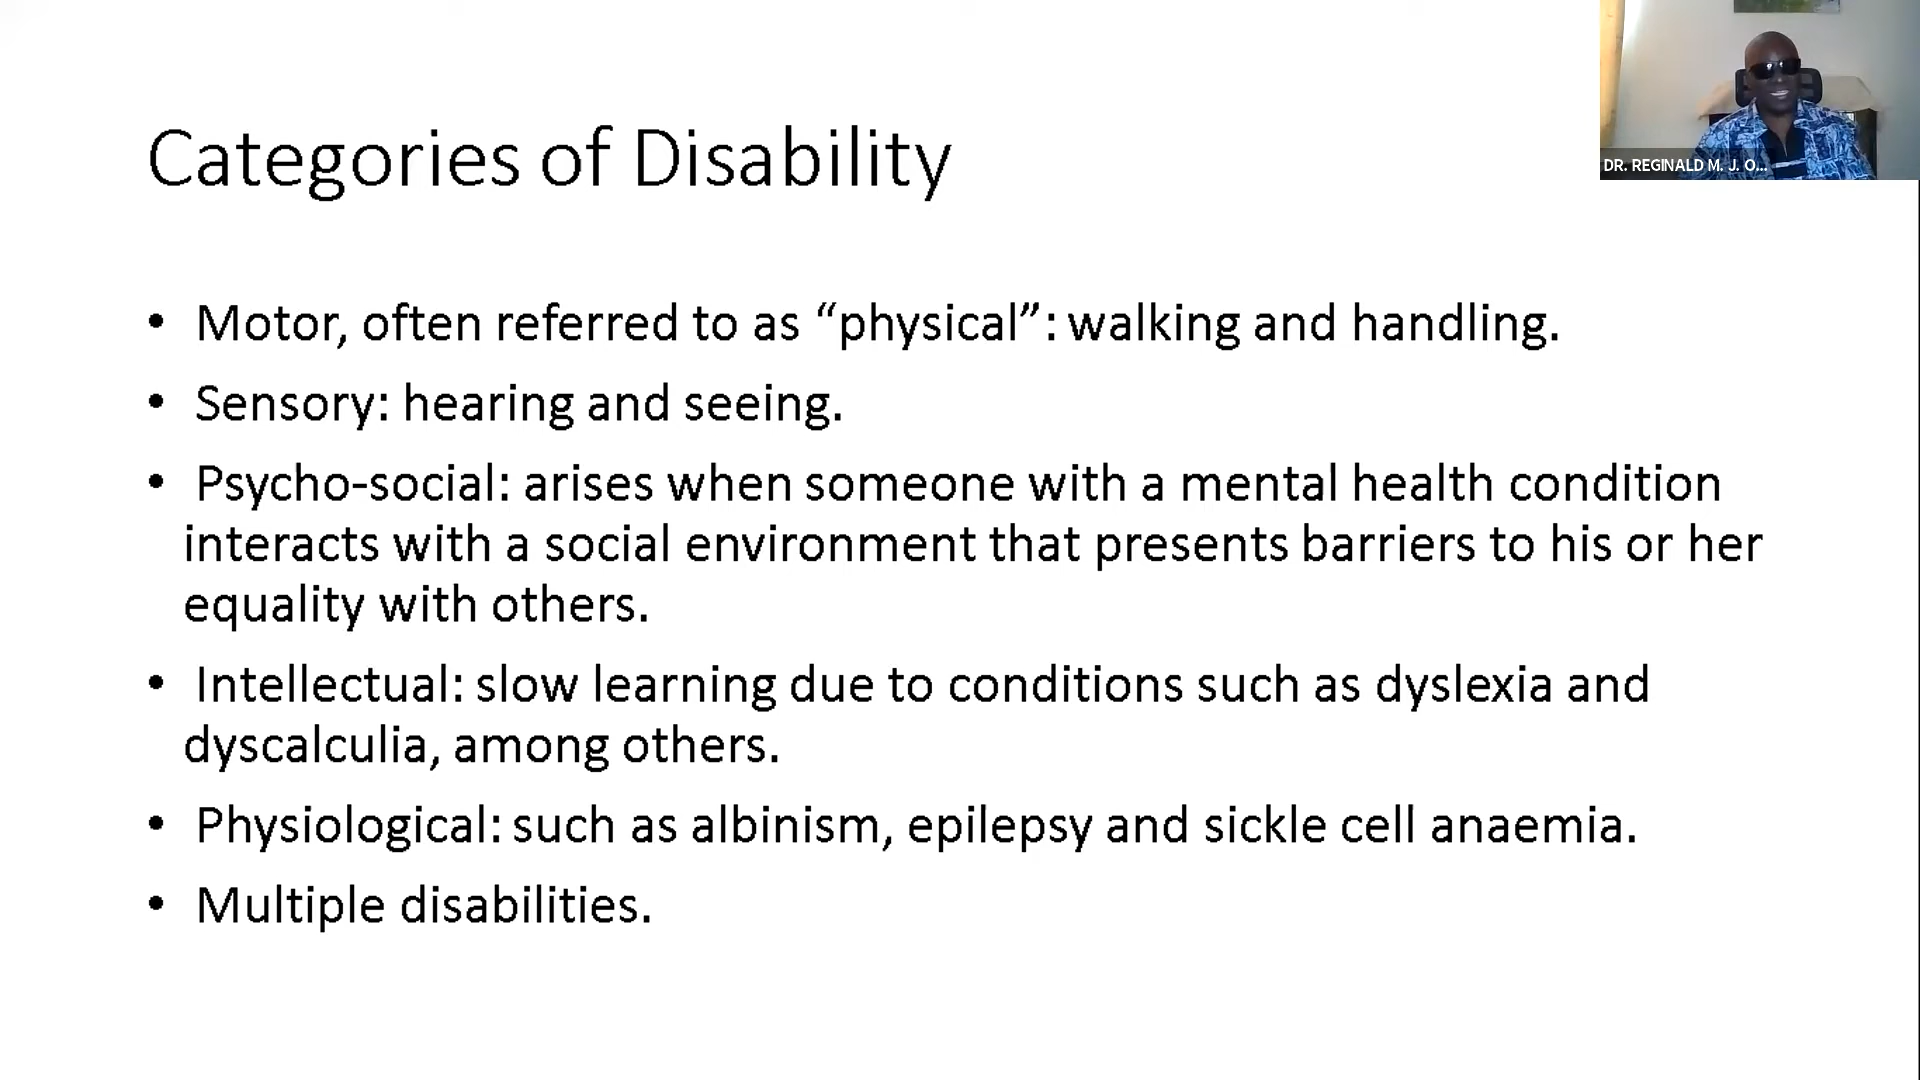 Categories of Disability
DR. REGINALD M. J. O...
• Motor, often referred to as “physical”: walking and handling.
• Sensory: hearing and seeing.
• Psycho-social: arises when someone with a mental health condition
interacts with a social environment that presents barriers to his or her
equality with others.
• Intellectual: slow learning due to conditions such as dyslexia and
dyscalculia, among others.
• Physiological: such as albinism, epilepsy and sickle cell anaemia.
• Multiple disabilities.